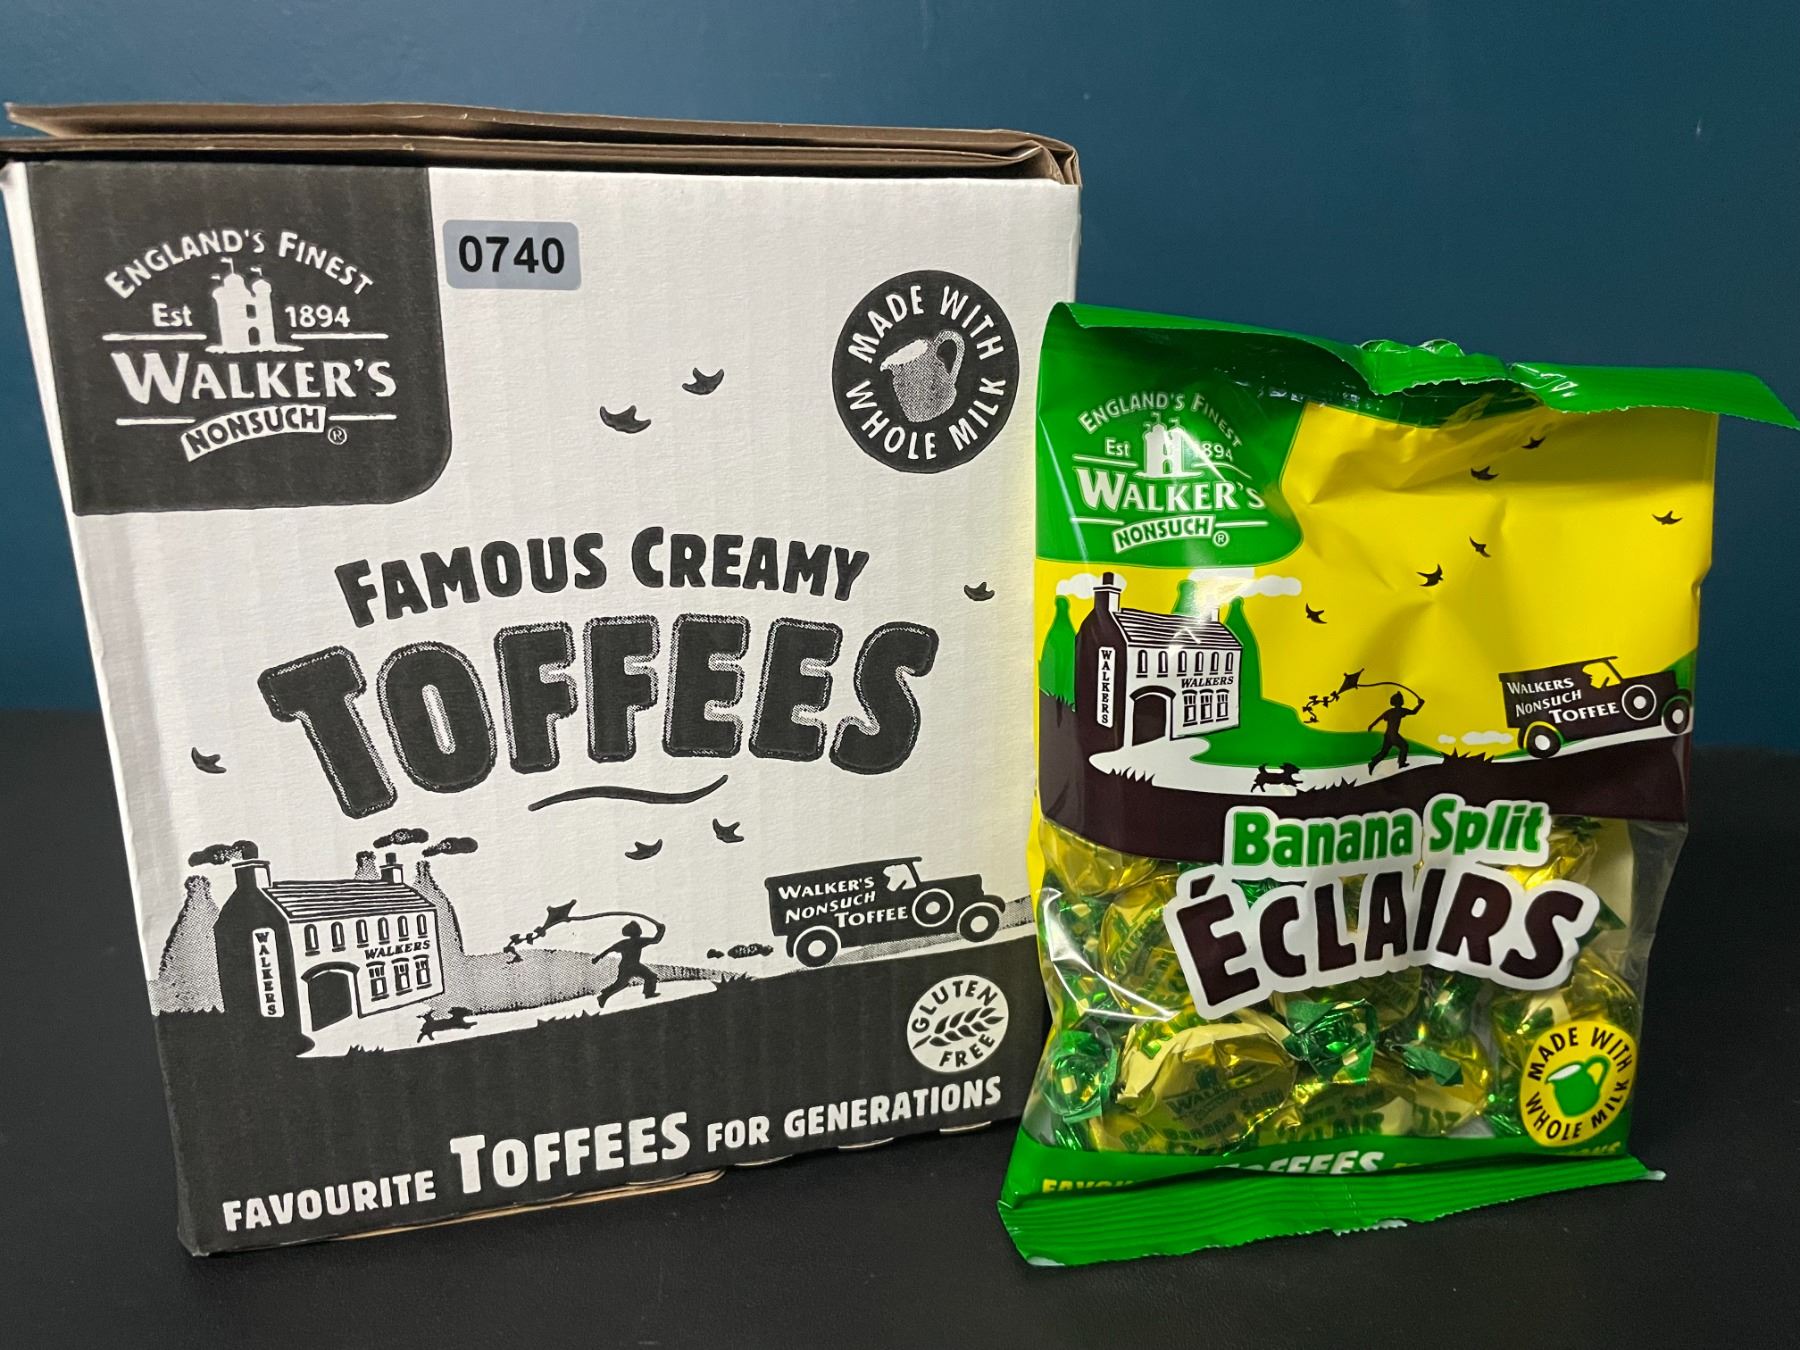 ENGLAND'S FINEST
Est 1894
WALKER'S
NONSUCH®
0740
MADE WITH WHOLE MILK
FAMOUS CREAMY
TOFFEES
WALKERS
WALKERS
WALKER'S
NONSUCH
TOFFEE
GLUTEN FREE
FAVOURITE TOFFEES FOR GENERATIONS
ENGLAND'S FINEST
Est 1894
WALKER'S
NONSUCH®
WALKERS
WALKERS
WALKERS
NONSUCH
TOFFEE
Banana Split
ÉCLAIRS
MADE WITH WHOLE MILK